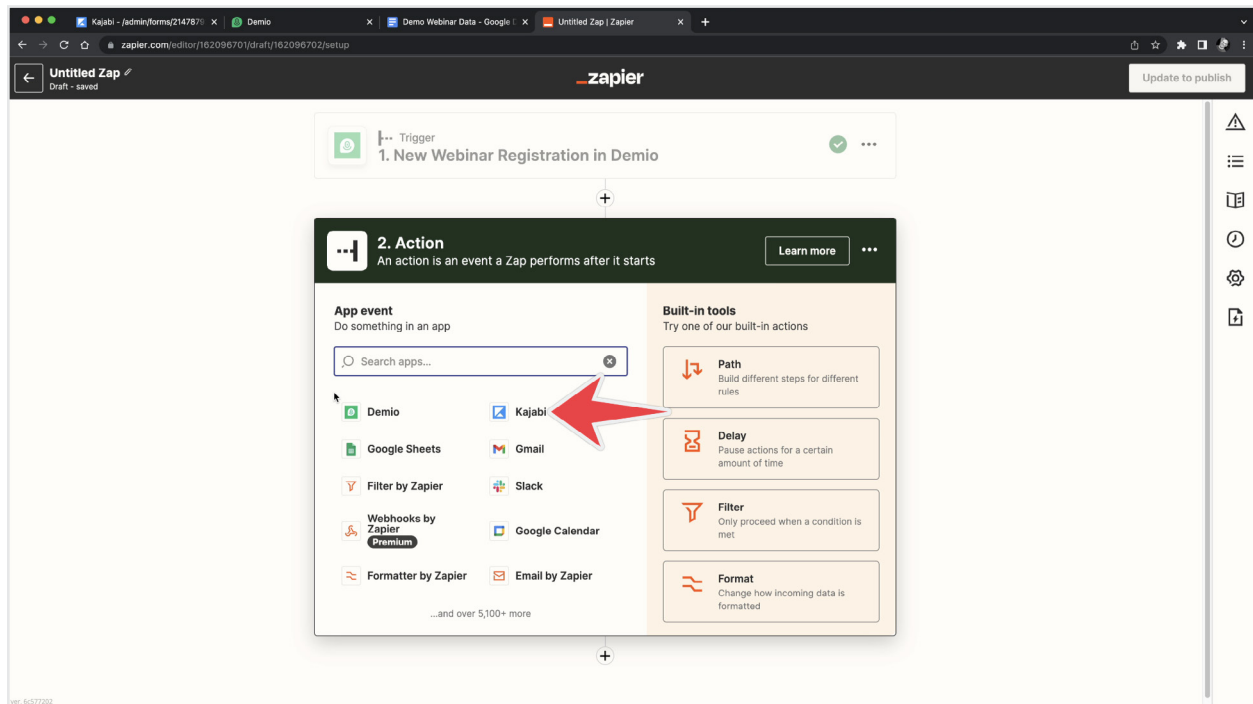 Kajabi - /admin/forms/2147879
Demio
Demo Webinar Data - Google D
Untitled Zap | Zapier
zapier.com/editor/162096701/draft/162096702/setup
Untitled Zap
Draft - saved
_zapier
Update to publish
Trigger
1. New Webinar Registration in Demio
2. Action
An action is an event a Zap performs after it starts
Learn more
App event
Do something in an app
Search apps...
Demio
Kajabi
Google Sheets
Gmail
Filter by Zapier
Slack
Webhooks by
Zapier
Premium
Google Calendar
Formatter by Zapier
Email by Zapier
...and over 5,100+ more
Built-in tools
Try one of our built-in actions
Path
Build different steps for different
rules
Delay
Pause actions for a certain
amount of time
Filter
Only proceed when a condition is
met
Format
Change how incoming data is
formatted
ver. 6c577202